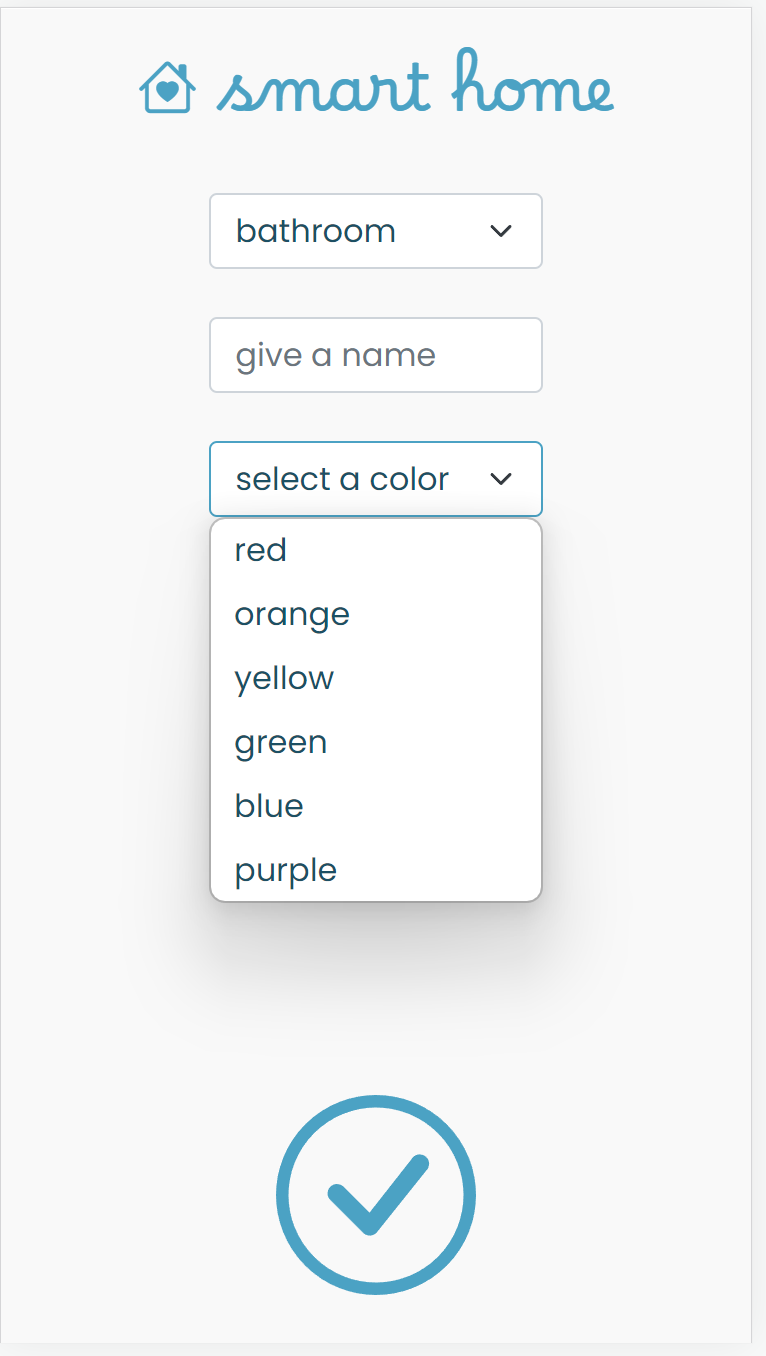 smart home
bathroom
give a name
select a color
red
orange
yellow
green
blue
purple